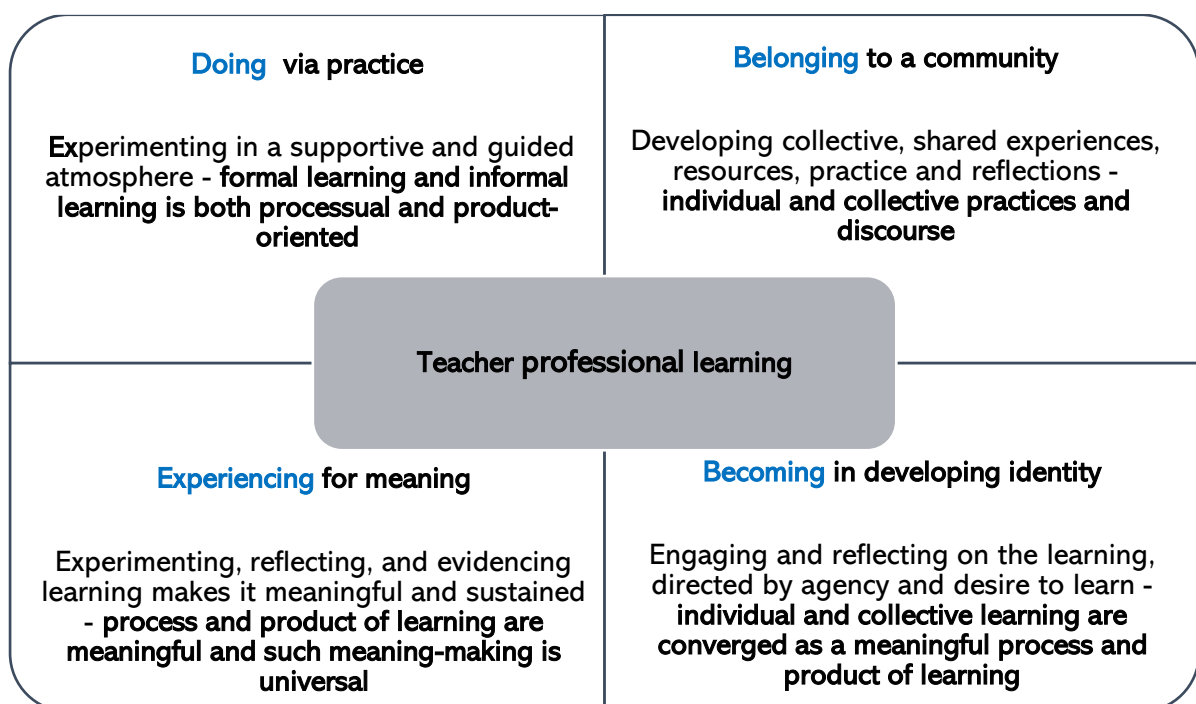 Doing via practice
Experimenting in a supportive and guided
atmosphere - formal learning and informal
learning is both processual and product-
oriented
Belonging to a community
Developing collective, shared experiences,
resources, practice and reflections -
individual and collective practices and
discourse
Teacher professional learning
Experiencing for meaning
Experimenting, reflecting, and evidencing
learning makes it meaningful and sustained
- process and product of learning are
meaningful and such meaning-making is
universal
Becoming in developing identity
Engaging and reflecting on the learning,
directed by agency and desire to learn -
individual and collective learning are
converged as a meaningful process and
product of learning